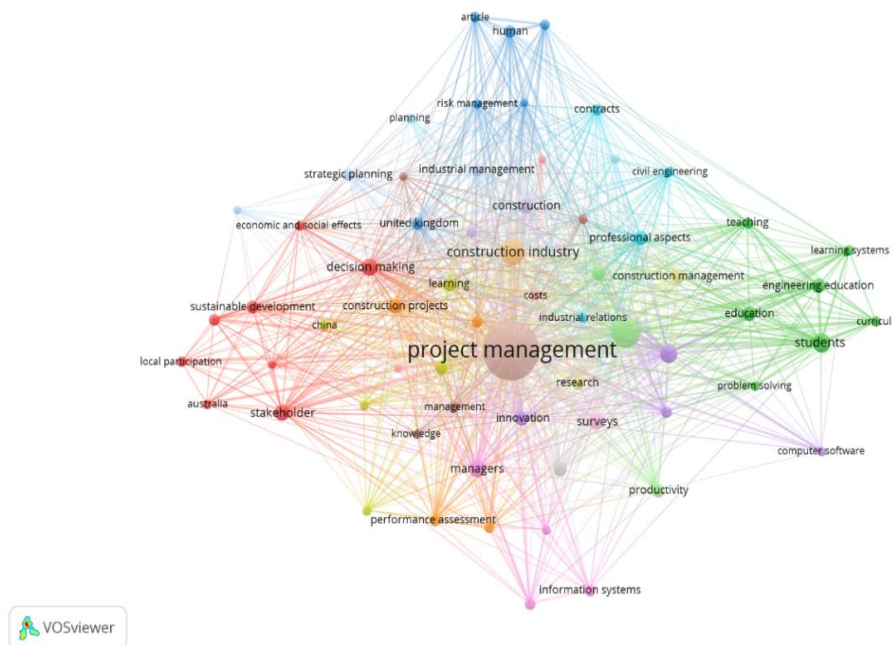 article
human
risk management
contracts
planning
industrial management
civil engineering
strategic planning
construction
economic and social effects
united kingdom
teaching
professional aspects
construction industry
learning systems
decision making
construction management
learning
engineering education
costs
sustainable development
construction projects
education
industrial relations
curricul
china
students
project management
local participation
research
problem solving
australia
management
stakeholder
innovation
surveys
knowledge
computer software
managers
productivity
performance assessment
information systems
VOSviewer